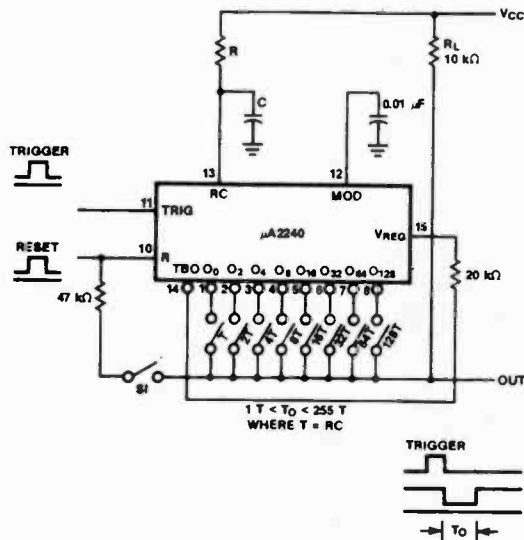 VCC
R
RL
10 kΩ
C
0.01 µF
TRIGGER
13
12
RC
MOD
11
TRIG
µA2240
15
VREG
RESET
10
R
TBO O0 O2 O4 O8 O16 O32 O64 O128
14 1 2 3 4 5 6 7 8
20 kΩ
47 kΩ
T 2T 4T 8T 16T 32T 64T 128T
S1
OUT
1 T < TO < 255 T
WHERE T = RC
TRIGGER
TO